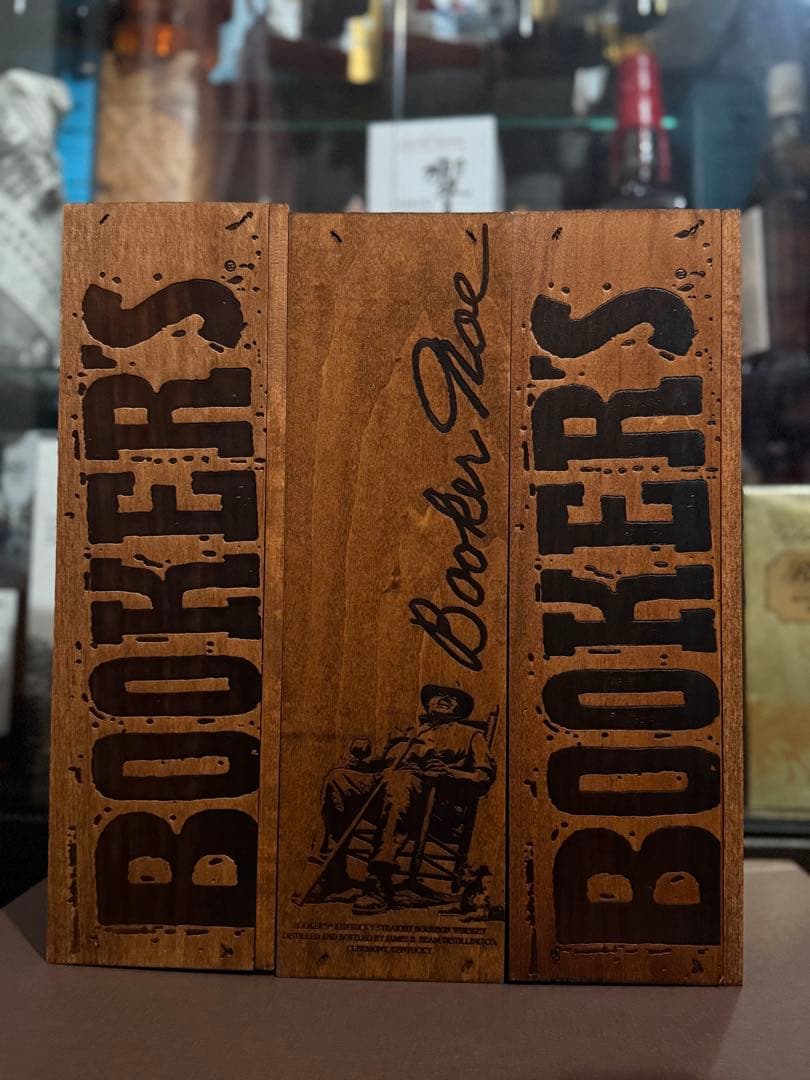 BOOKER'S®
Booker Noe
BOOKER'S® KENTUCKY STRAIGHT BOURBON WHISKEY
DISTILLED AND BOTTLED BY JAMES B. BEAM DISTILLING CO.
CLERMONT, KENTUCKY
BOOKER'S®
響